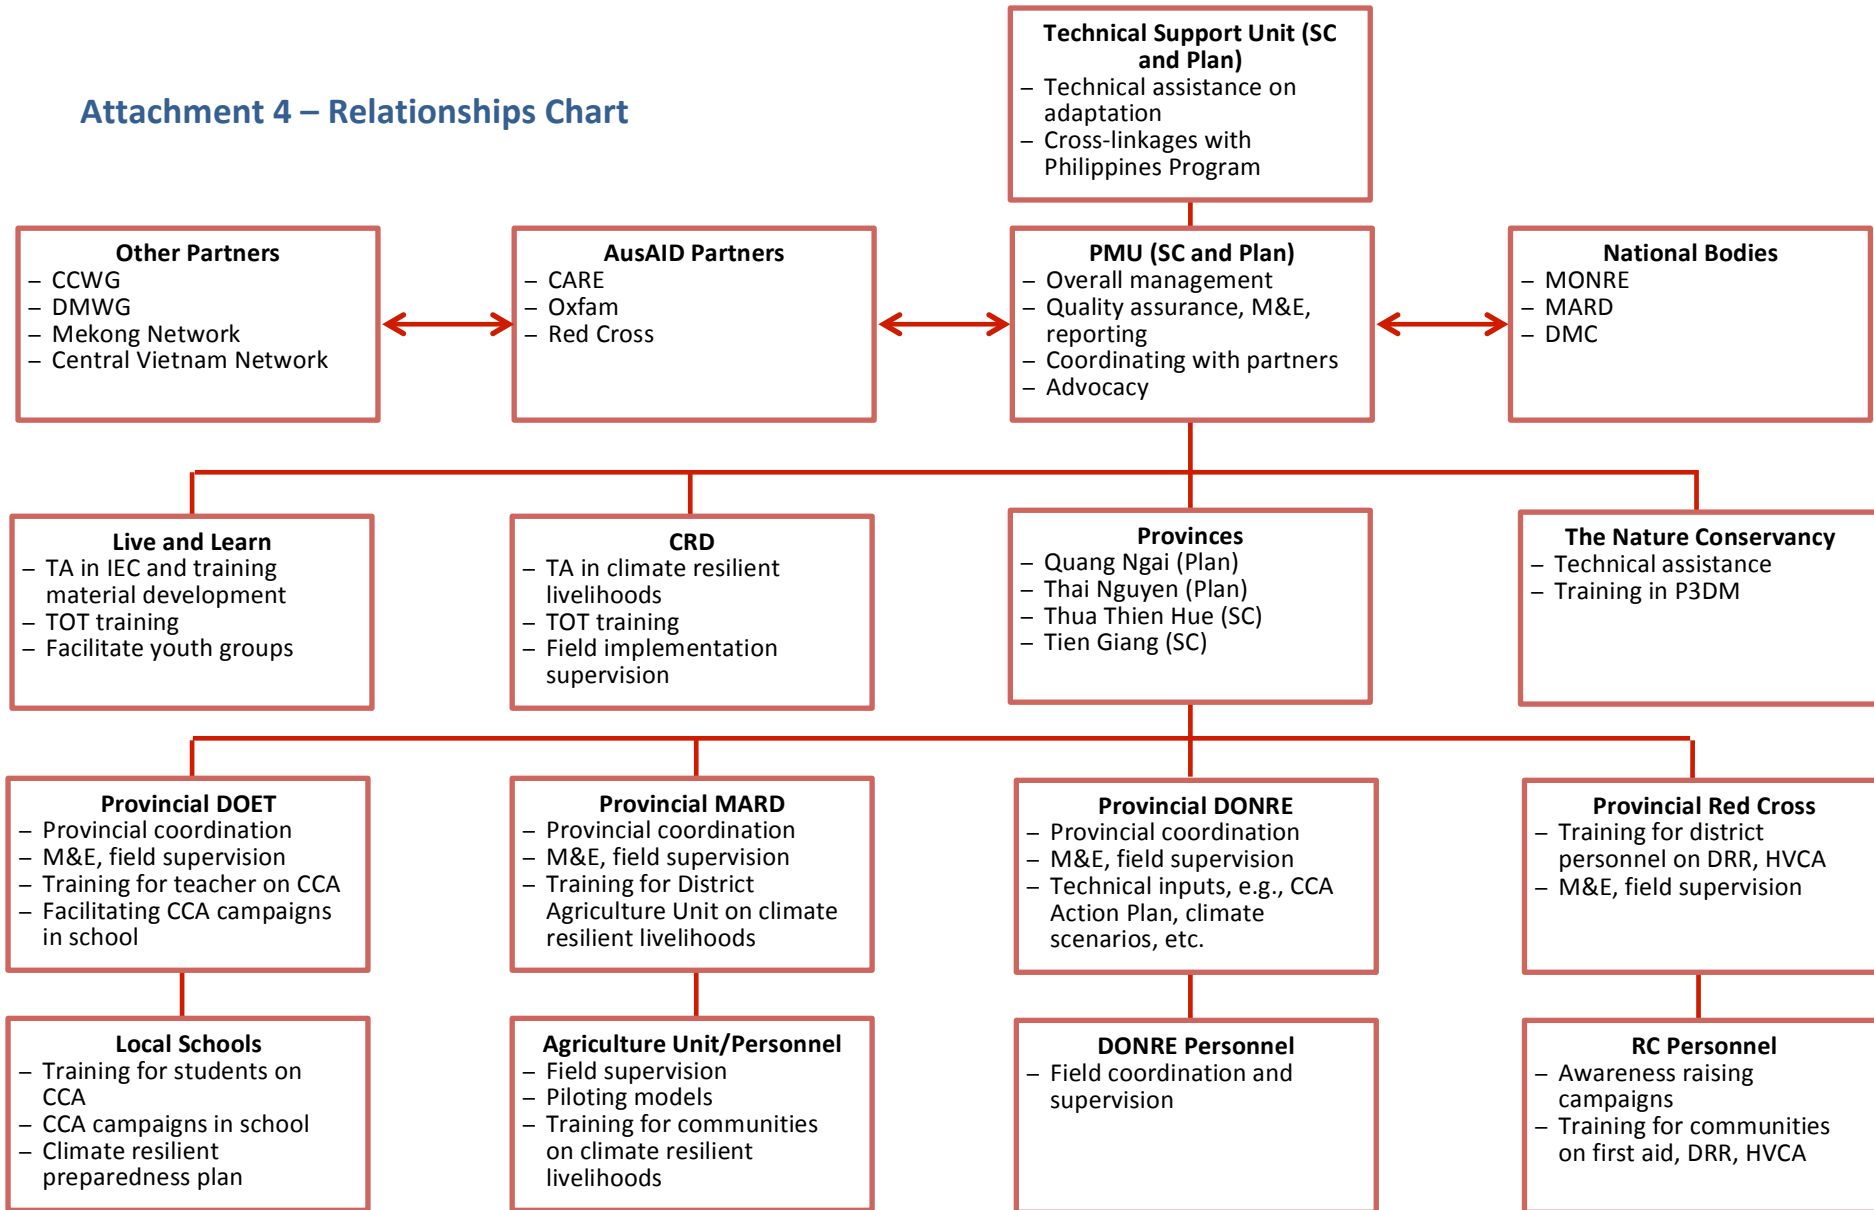 Attachment 4 – Relationships Chart
Technical Support Unit (SC
and Plan)
– Technical assistance on
adaptation
– Cross-linkages with
Philippines Program
Other Partners
– CCWG
– DMWG
– Mekong Network
– Central Vietnam Network
AusAID Partners
– CARE
– Oxfam
– Red Cross
PMU (SC and Plan)
– Overall management
– Quality assurance, M&E,
reporting
– Coordinating with partners
– Advocacy
National Bodies
– MONRE
– MARD
– DMC
Live and Learn
– TA in IEC and training
material development
– TOT training
– Facilitate youth groups
CRD
– TA in climate resilient
livelihoods
– TOT training
– Field implementation
supervision
Provinces
– Quang Ngai (Plan)
– Thai Nguyen (Plan)
– Thua Thien Hue (SC)
– Tien Giang (SC)
The Nature Conservancy
– Technical assistance
– Training in P3DM
Provincial DOET
– Provincial coordination
– M&E, field supervision
– Training for teacher on CCA
– Facilitating CCA campaigns
in school
Provincial MARD
– Provincial coordination
– M&E, field supervision
– Training for District
Agriculture Unit on climate
resilient livelihoods
Provincial DONRE
– Provincial coordination
– M&E, field supervision
– Technical inputs, e.g., CCA
Action Plan, climate
scenarios, etc.
Provincial Red Cross
– Training for district
personnel on DRR, HVCA
– M&E, field supervision
Local Schools
– Training for students on
CCA
– CCA campaigns in school
– Climate resilient
preparedness plan
Agriculture Unit/Personnel
– Field supervision
– Piloting models
– Training for communities
on climate resilient
livelihoods
DONRE Personnel
– Field coordination and
supervision
RC Personnel
– Awareness raising
campaigns
– Training for communities
on first aid, DRR, HVCA